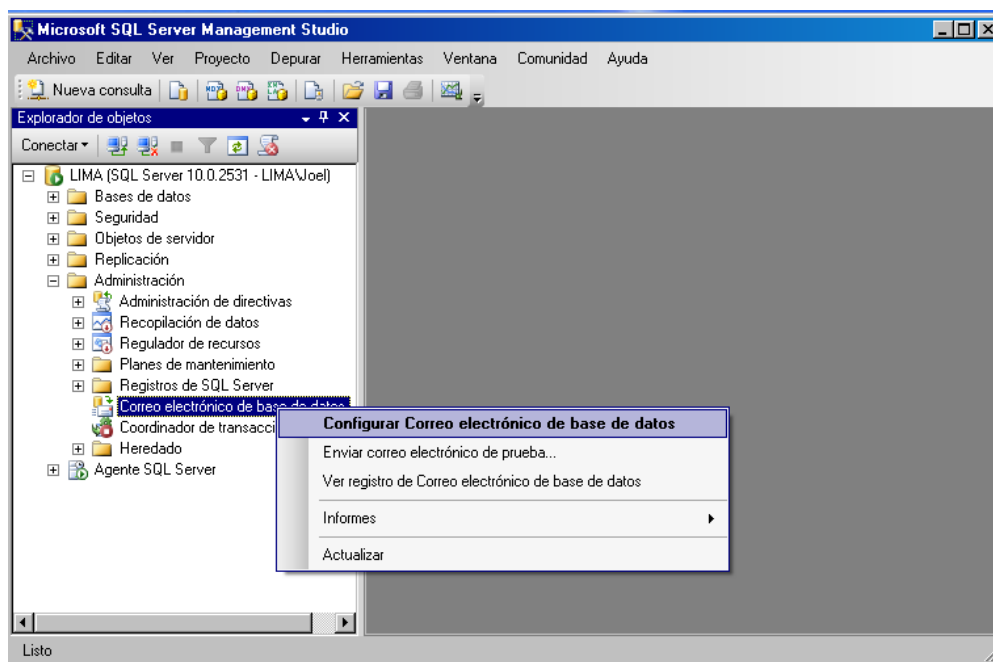 Microsoft SQL Server Management Studio
Archivo Editar Ver Proyecto Depurar Herramientas Ventana Comunidad Ayuda
Nueva consulta
Explorador de objetos
Conectar
LIMA (SQL Server 10.0.2531 - LIMA\Joel)
Bases de datos
Seguridad
Objetos de servidor
Replicación
Administración
Administración de directivas
Recopilación de datos
Regulador de recursos
Planes de mantenimiento
Registros de SQL Server
Correo electrónico de base de datos
Coordinador de transacci
Heredado
Agente SQL Server
Configurar Correo electrónico de base de datos
Enviar correo electrónico de prueba...
Ver registro de Correo electrónico de base de datos
Informes
Actualizar
Listo